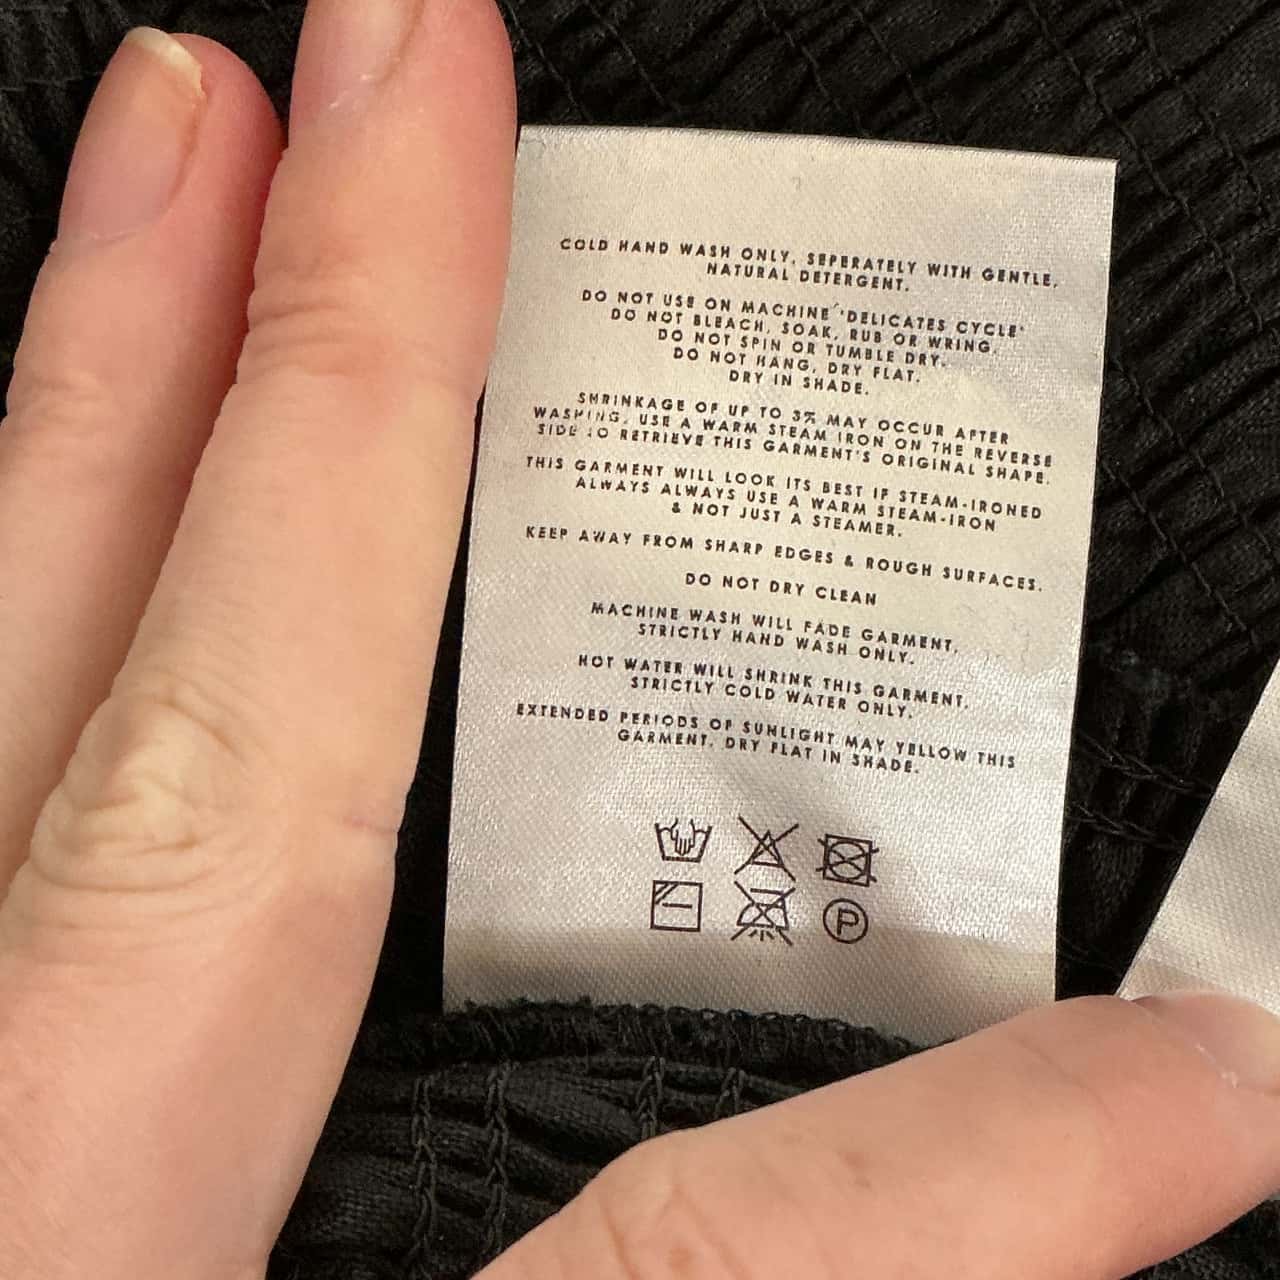 COLD HAND WASH ONLY, SEPERATELY WITH GENTLE,
NATURAL DETERGENT.
DO NOT USE ON MACHINE 'DELICATES CYCLE'
DO NOT BLEACH, SOAK, RUB OR WRING.
DO NOT SPIN OR TUMBLE DRY.
DO NOT HANG, DRY FLAT.
DRY IN SHADE.
SHRINKAGE OF UP TO 3% MAY OCCUR AFTER
WASHING. USE A WARM STEAM IRON ON THE REVERSE
SIDE TO RETRIEVE THIS GARMENT'S ORIGINAL SHAPE.
THIS GARMENT WILL LOOK ITS BEST IF STEAM-IRONED
ALWAYS ALWAYS USE A WARM STEAM-IRON
& NOT JUST A STEAMER.
KEEP AWAY FROM SHARP EDGES & ROUGH SURFACES.
DO NOT DRY CLEAN
MACHINE WASH WILL FADE GARMENT,
STRICTLY HAND WASH ONLY.
HOT WATER WILL SHRINK THIS GARMENT,
STRICTLY COLD WATER ONLY.
EXTENDED PERIODS OF SUNLIGHT MAY YELLOW THIS
GARMENT. DRY FLAT IN SHADE.
P